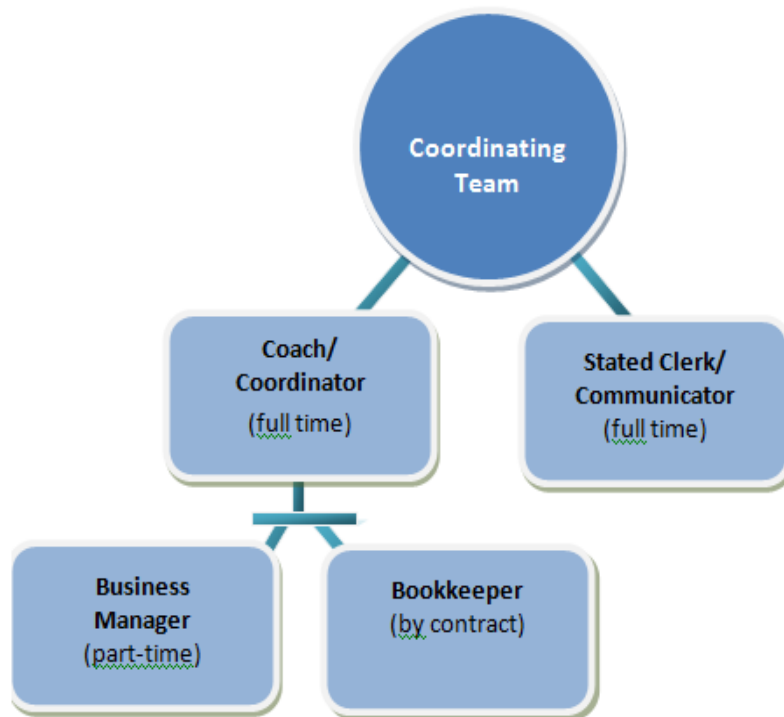 Coordinating
Team
Coach/
Coordinator
(full time)
Stated Clerk/
Communicator
(full time)
Business
Manager
(part-time)
Bookkeeper
(by contract)